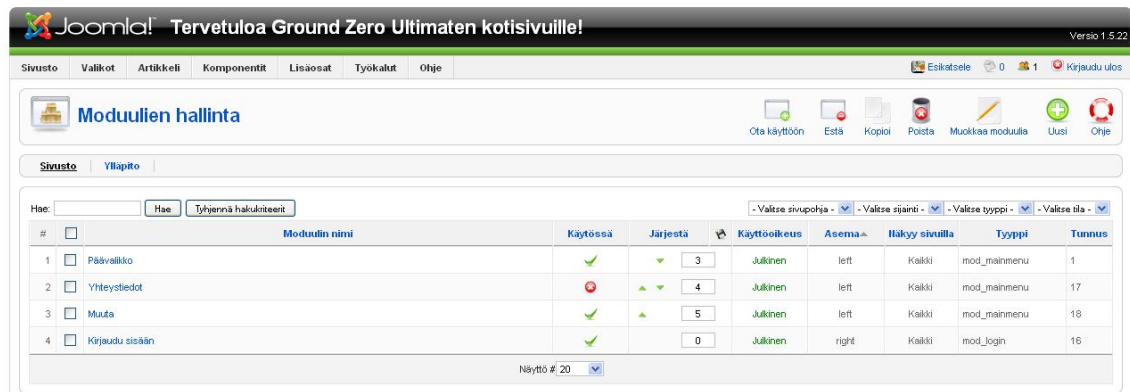 Joomla! Tervetuloa Ground Zero Ultimaten kotisivuille!
Versio 1.5.22
Sivusto Valikot Artikkeli Komponentit Lisäosat Työkalut Ohje Esikatsele 0 1 Kirjaudu ulos
Moduulien hallinta
Ota käyttöön Estä Kopioi Poista Muokkaa moduulia Uusi Ohje
Sivusto Ylläpito
Hae: Hae Tyhjennä hakukriteerit - Valitse sivupohja - - Valitse sijainti - - Valitse tyyppi - - Valitse tila -
# Moduulin nimi Käytössä Järjestä Käyttöoikeus Asema Näkyy sivuilla Tyyppi Tunnus
1 Päävalikko 3 Julkinen left Kaikki mod_mainmenu 1
2 Yhteystiedot 4 Julkinen left Kaikki mod_mainmenu 17
3 Muuta 5 Julkinen left Kaikki mod_mainmenu 18
4 Kirjaudu sisään 0 Julkinen right Kaikki mod_login 16
Näyttö # 20